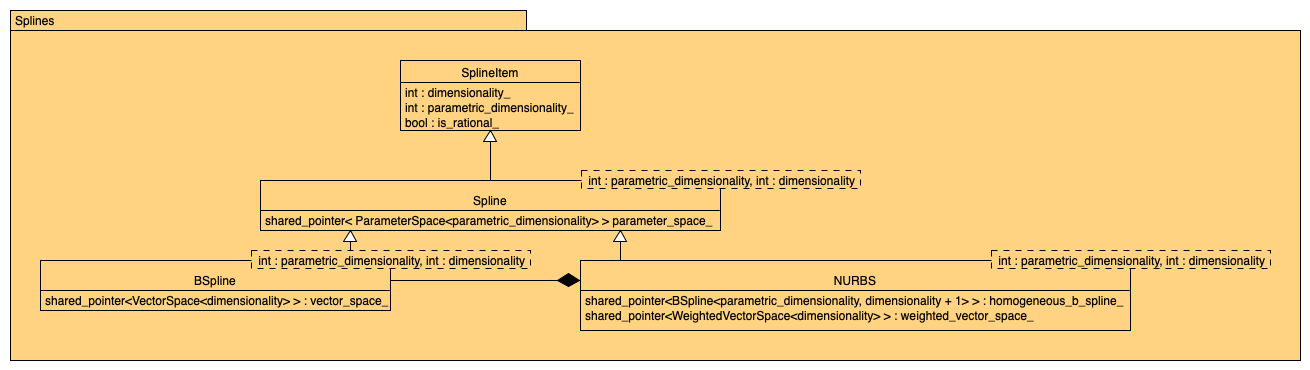 Splines
SplineItem
int : dimensionality_
int : parametric_dimensionality_
bool : is_rational_
int : parametric_dimensionality, int : dimensionality
Spline
shared_pointer< ParameterSpace<parametric_dimensionality> > parameter_space_
int : parametric_dimensionality, int : dimensionality
BSpline
shared_pointer<VectorSpace<dimensionality> > : vector_space_
int : parametric_dimensionality, int : dimensionality
NURBS
shared_pointer<BSpline<parametric_dimensionality, dimensionality + 1> > : homogeneous_b_spline_
shared_pointer<WeightedVectorSpace<dimensionality> > : weighted_vector_space_